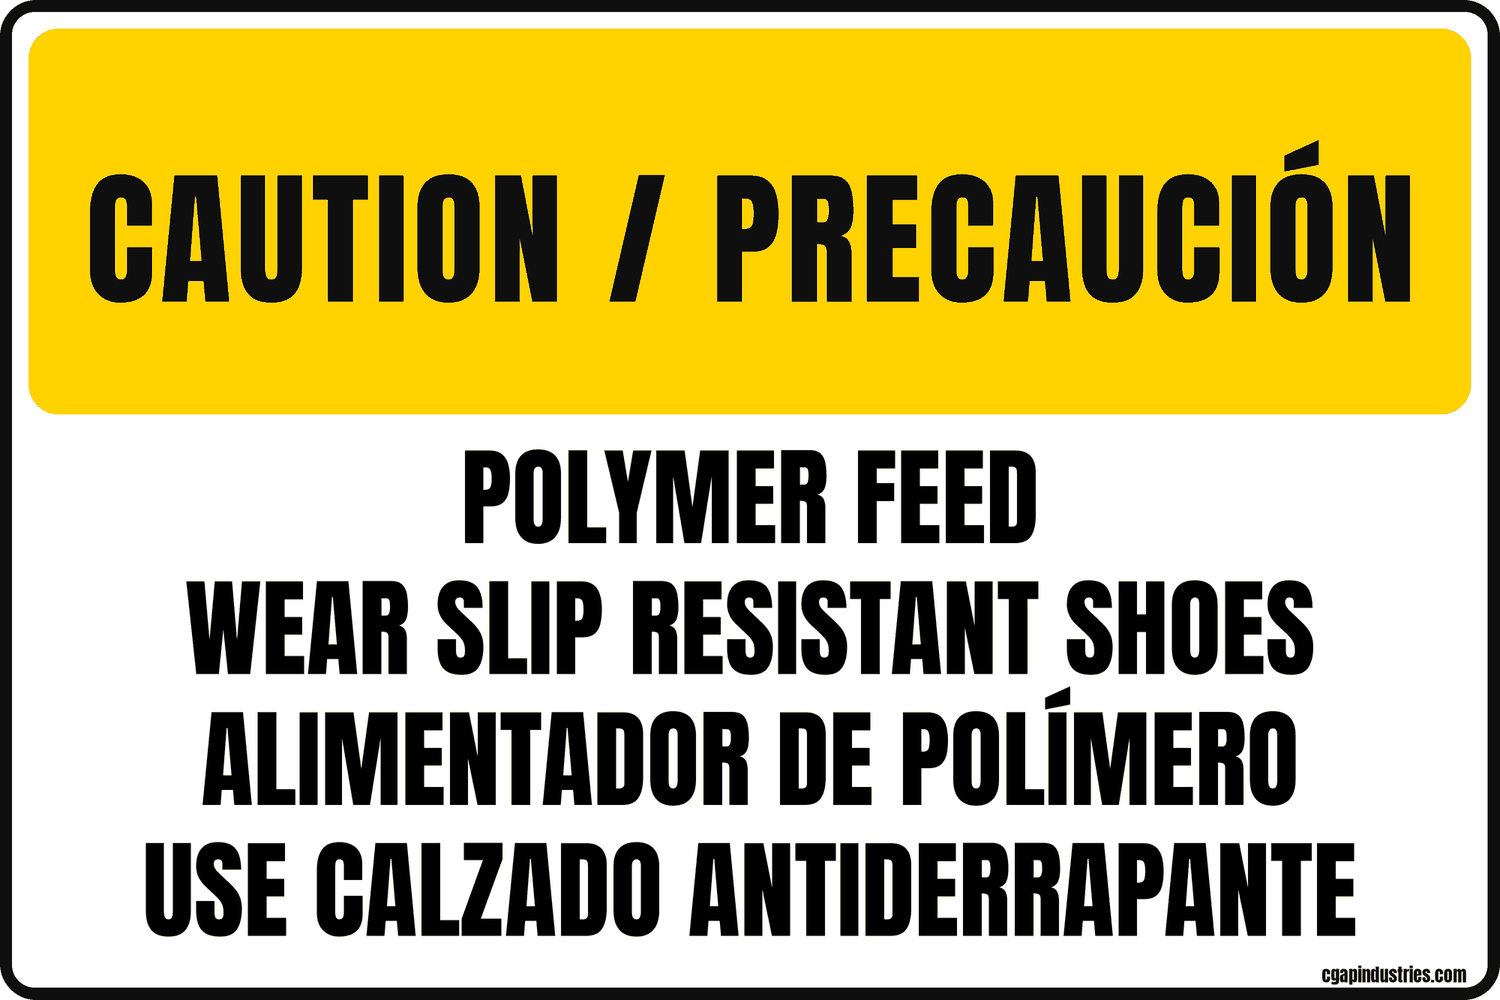 CAUTION / PRECAUCIÓN
POLYMER FEED
WEAR SLIP RESISTANT SHOES
ALIMENTADOR DE POLÍMERO
USE CALZADO ANTIDERRAPANTE
cgapindustries.com